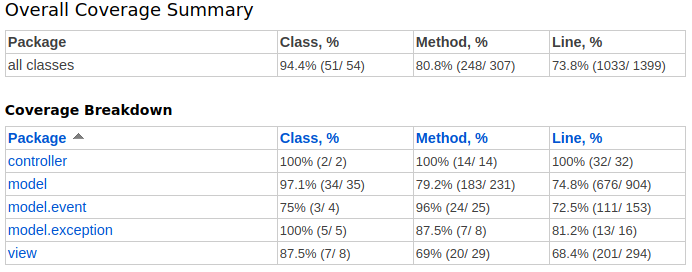 Overall Coverage Summary
Package Class, % Method, % Line, %
all classes 94.4% (51/ 54) 80.8% (248/ 307) 73.8% (1033/ 1399)
Coverage Breakdown
Package Class, % Method, % Line, %
controller 100% (2/ 2) 100% (14/ 14) 100% (32/ 32)
model 97.1% (34/ 35) 79.2% (183/ 231) 74.8% (676/ 904)
model.event 75% (3/ 4) 96% (24/ 25) 72.5% (111/ 153)
model.exception 100% (5/ 5) 87.5% (7/ 8) 81.2% (13/ 16)
view 87.5% (7/ 8) 69% (20/ 29) 68.4% (201/ 294)